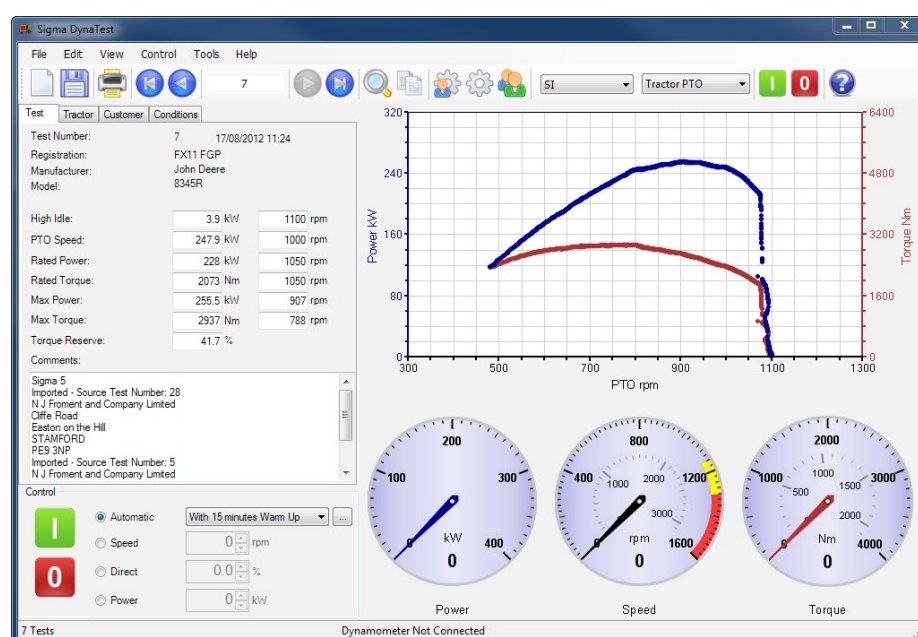 Sigma DynaTest
File Edit View Control Tools Help
7 SI Tractor PTO I 0 ?
Test Tractor Customer Conditions
Test Number: 7 17/08/2012 11:24
Registration: FX11 FGP
Manufacturer: John Deere
Model: 8345R
High Idle: 3.9 kW 1100 rpm
PTO Speed: 247.9 kW 1000 rpm
Rated Power: 228 kW 1050 rpm
Rated Torque: 2073 Nm 1050 rpm
Max Power: 255.5 kW 907 rpm
Max Torque: 2937 Nm 788 rpm
Torque Reserve: 41.7 %
Comments:
Sigma 5
Imported - Source Test Number: 28
N J Froment and Company Limited
Cliffe Road
Easton on the Hill
STAMFORD
PE9 3NP
Imported - Source Test Number: 5
N J Froment and Company Limited
Control
I
0
Automatic With 15 minutes Warm Up ...
Speed 0 rpm
Direct 0.0 %
Power 0 kW
320
240
160
80
0
Power kW
6400
4800
3200
1600
0
Torque Nm
300 500 700 900 1100 1300
PTO rpm
0 100 200 300 400
kW
0
Power
0 400 800 1200 1600
1000 2000 3000
rpm
0
Speed
0 1000 2000 3000 4000
500 1000 1500 2000
Nm
0
Torque
7 Tests Dynamometer Not Connected